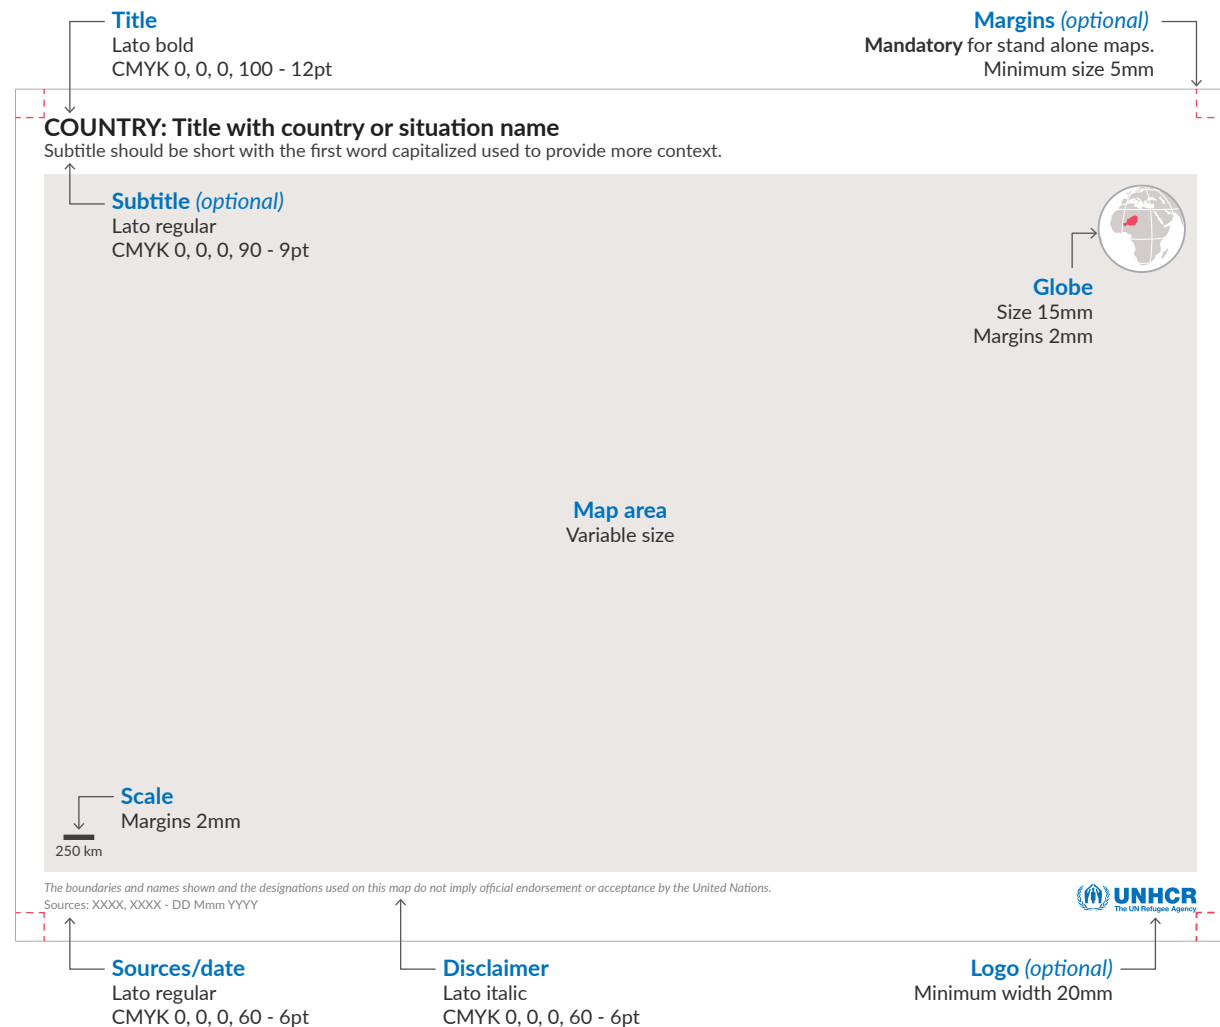 Title
Lato bold
CMYK 0, 0, 0, 100 - 12pt
Margins (optional)
Mandatory for stand alone maps.
Minimum size 5mm
COUNTRY: Title with country or situation name
Subtitle should be short with the first word capitalized used to provide more context.
Subtitle (optional)
Lato regular
CMYK 0, 0, 0, 90 - 9pt
Globe
Size 15mm
Margins 2mm
Map area
Variable size
Scale
Margins 2mm
250 km
The boundaries and names shown and the designations used on this map do not imply official endorsement or acceptance by the United Nations.
Sources: XXXX, XXXX - DD Mmm YYYY
UNHCR
The UN Refugee Agency
Sources/date
Lato regular
CMYK 0, 0, 0, 60 - 6pt
Disclaimer
Lato italic
CMYK 0, 0, 0, 60 - 6pt
Logo (optional)
Minimum width 20mm